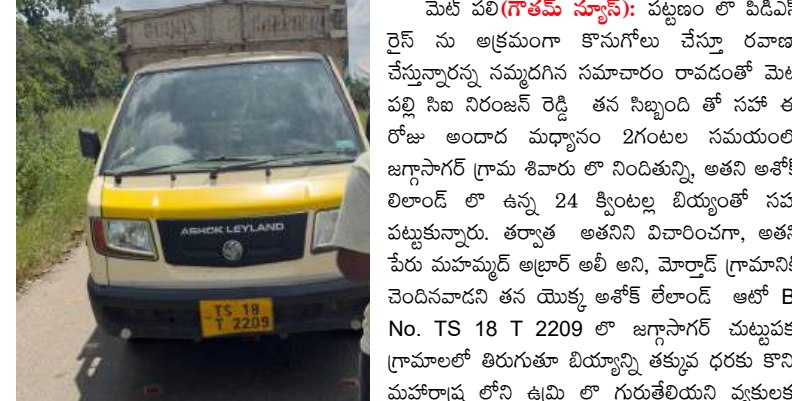 ASHOK LEYLAND
TS 18
T 2209
మెట్ పలి(గౌతమ్ న్యూస్): పట్టణం లొ పిడిఎస్
రైస్ ను అక్రమంగా కొనుగోలు చేస్తూ రవాణా
చేస్తున్నారన్న నమ్మదగిన సమాచారం రావడంతో మెట్
పల్లి సిఐ నిరంజన్ రెడ్డి తన సిబ్బంది తో సహా ఈ
రోజు అందాద మధ్యానం 2గంటల సమయంలో
జగ్గాసాగర్ గ్రామ శివారు లొ నిందితున్ని, అతని అశోక్
లిలాండ్ లొ ఉన్న 24 క్వింటల్ల బియ్యంతో సహ
పట్టుకున్నారు. తర్వాత అతనిని విచారించగా, అతని
పేరు మహమ్మద్ అబ్రార్ అలీ అని, మోర్తాడ్ గ్రామానికి
చెందినవాడని తన యొక్క అశోక్ లేలాండ్ ఆటో B
No. TS 18 T 2209 లొ జగ్గాసాగర్ చుట్టుపక
గ్రామాలలో తిరుగుతూ బియ్యాన్ని తక్కువ ధరకు కొని
మహారాష్ట్ర లోని ఉమ్రి లొ గురుతేలియని